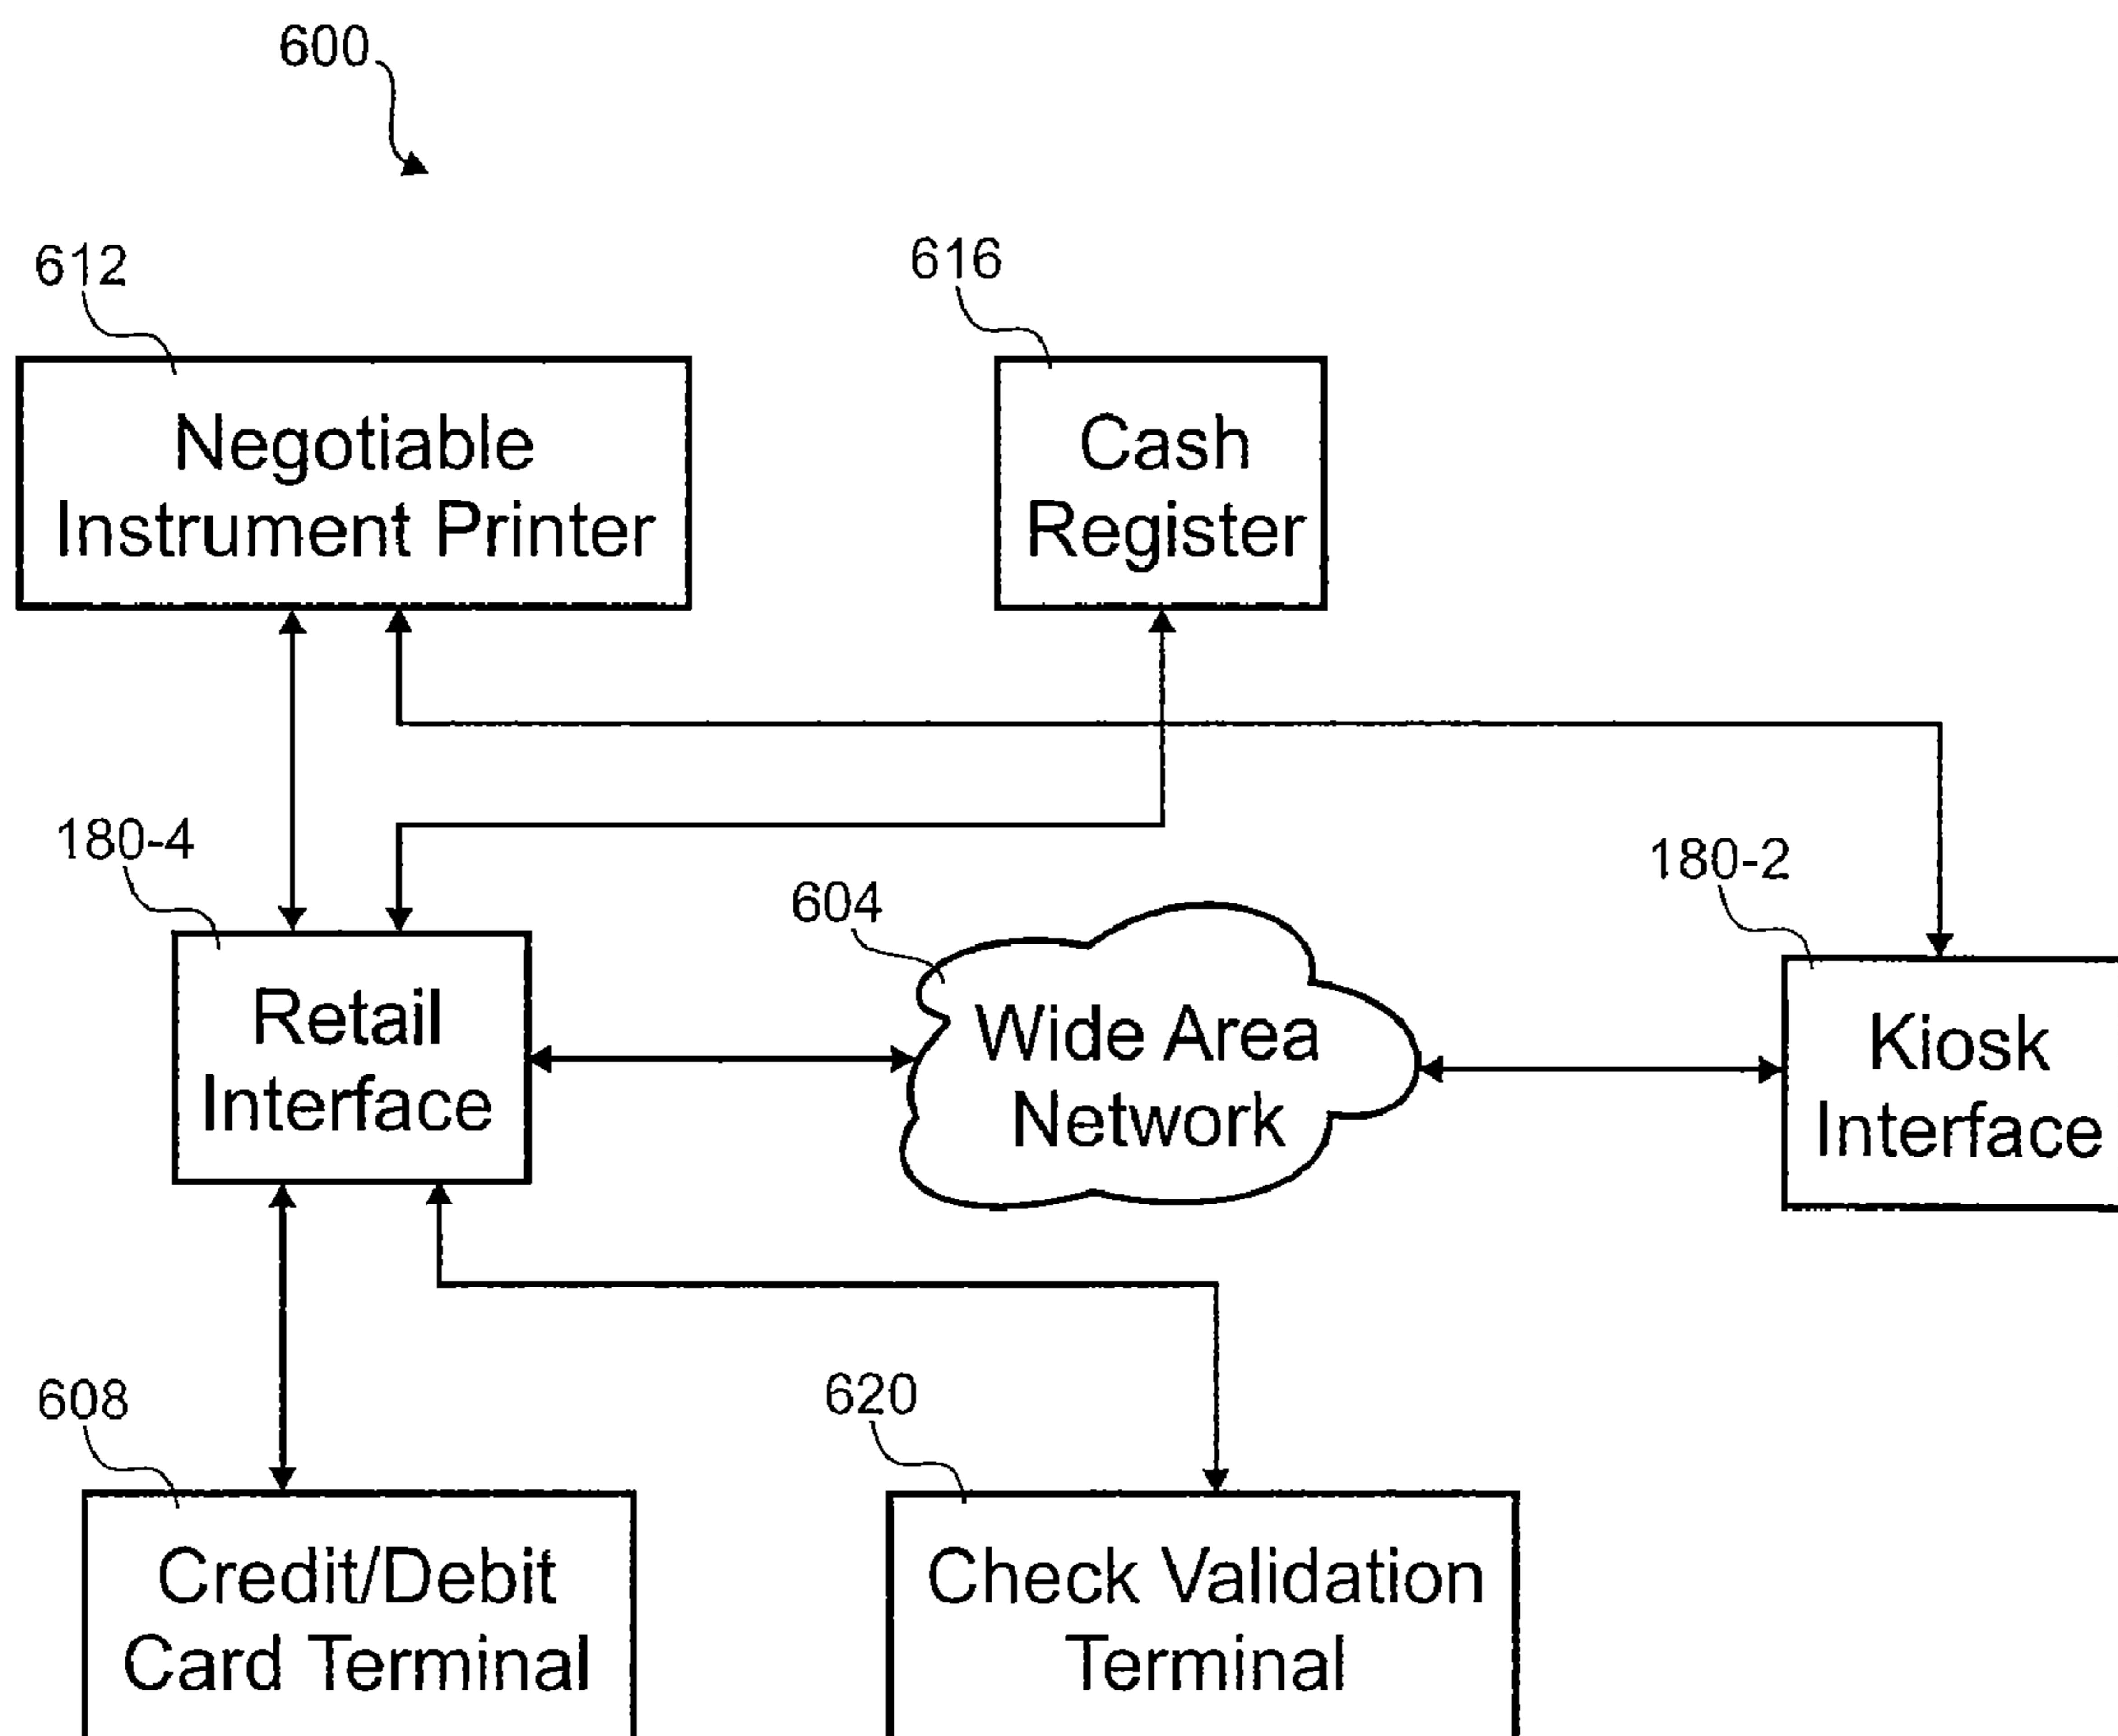 600
612
616
Negotiable
Instrument Printer
Cash
Register
180-4
604
180-2
Retail
Interface
Wide Area
Network
Kiosk
Interface
608
620
Credit/Debit
Card Terminal
Check Validation
Terminal